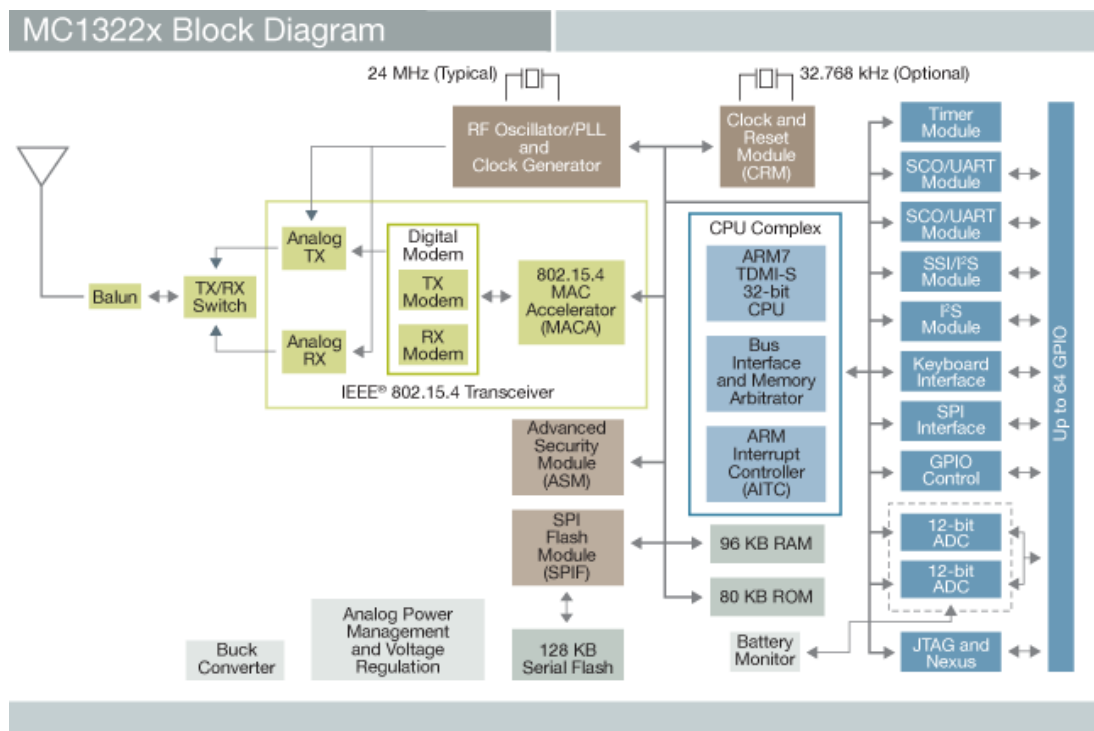 MC1322x Block Diagram
24 MHz (Typical)
32.768 kHz (Optional)
RF Oscillator/PLL
and
Clock Generator
Clock and
Reset
Module
(CRM)
Timer
Module
SCO/UART
Module
SCO/UART
Module
SSI/I²S
Module
I²S
Module
Keyboard
Interface
SPI
Interface
GPIO
Control
12-bit
ADC
12-bit
ADC
JTAG and
Nexus
Up to 64 GPIO
Balun
TX/RX
Switch
Analog
TX
Analog
RX
Digital
Modem
TX
Modem
RX
Modem
802.15.4
MAC
Accelerator
(MACA)
IEEE® 802.15.4 Transceiver
CPU Complex
ARM7
TDMI-S
32-bit
CPU
Bus
Interface
and Memory
Arbitrator
ARM
Interrupt
Controller
(AITC)
Advanced
Security
Module
(ASM)
SPI
Flash
Module
(SPIF)
96 KB RAM
80 KB ROM
Analog Power
Management
and Voltage
Regulation
Buck
Converter
128 KB
Serial Flash
Battery
Monitor